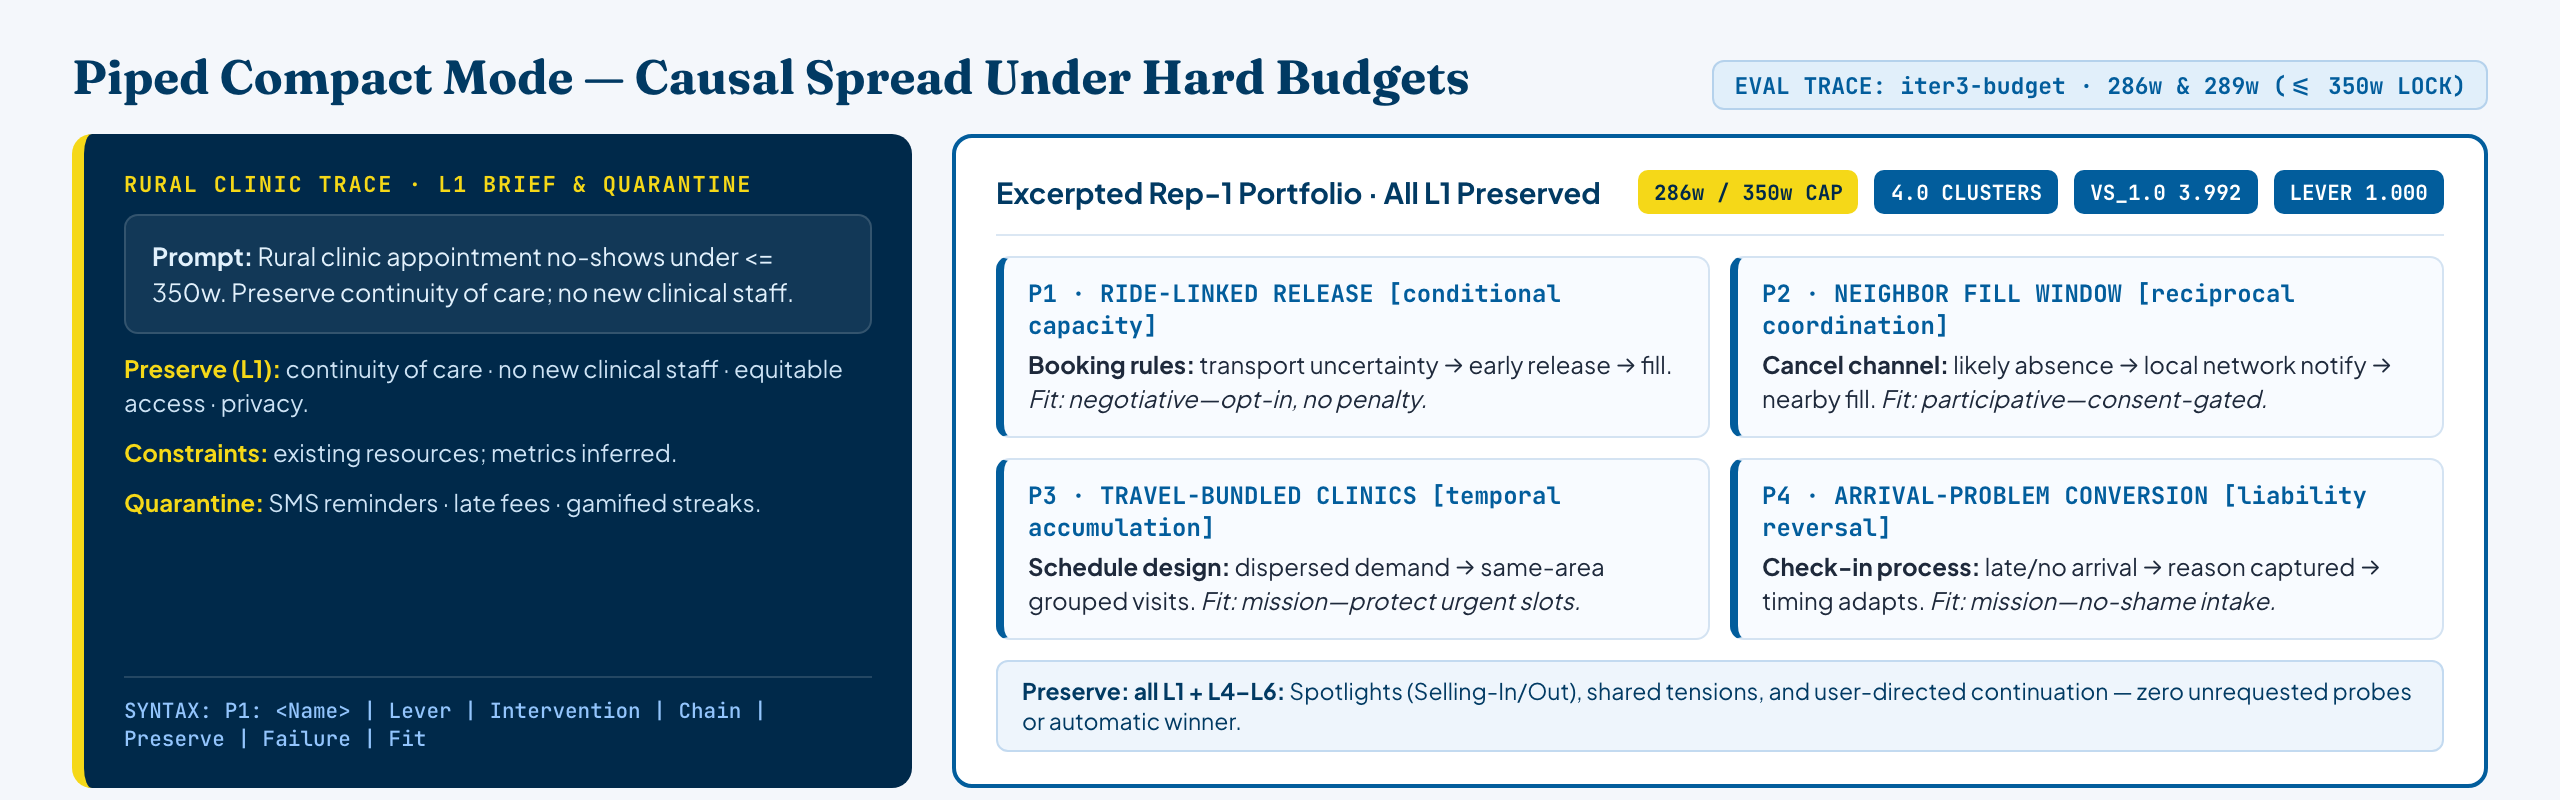 Piped Compact Mode — Causal Spread Under Hard Budgets
EVAL TRACE: iter3-budget · 286w & 289w (<= 350w LOCK)
RURAL CLINIC TRACE · L1 BRIEF & QUARANTINE
Prompt: Rural clinic appointment no-shows under <=
350w. Preserve continuity of care; no new clinical staff.
Preserve (L1): continuity of care · no new clinical staff · equitable
access · privacy.
Constraints: existing resources; metrics inferred.
Quarantine: SMS reminders · late fees · gamified streaks.
SYNTAX: P1: <Name> | Lever | Intervention | Chain |
Preserve | Failure | Fit
Excerpted Rep-1 Portfolio · All L1 Preserved
286w / 350w CAP
4.0 CLUSTERS
VS_1.0 3.992
LEVER 1.000
P1 · RIDE-LINKED RELEASE [conditional
capacity]
Booking rules: transport uncertainty → early release → fill.
Fit: negotiative—opt-in, no penalty.
P2 · NEIGHBOR FILL WINDOW [reciprocal
coordination]
Cancel channel: likely absence → local network notify →
nearby fill. Fit: participative—consent-gated.
P3 · TRAVEL-BUNDLED CLINICS [temporal
accumulation]
Schedule design: dispersed demand → same-area
grouped visits. Fit: mission—protect urgent slots.
P4 · ARRIVAL-PROBLEM CONVERSION [liability
reversal]
Check-in process: late/no arrival → reason captured →
timing adapts. Fit: mission—no-shame intake.
Preserve: all L1 + L4–L6: Spotlights (Selling-In/Out), shared tensions, and user-directed continuation — zero unrequested probes
or automatic winner.